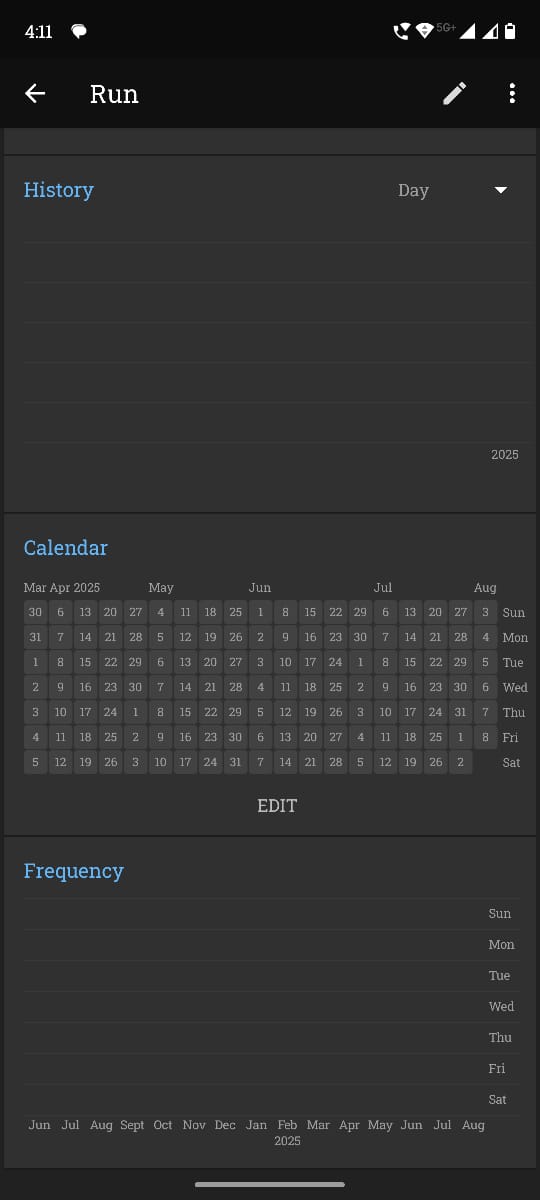 4:11 5G+
Run
History Day
2025
Calendar
Mar Apr 2025 May Jun Jul Aug
30 6 13 20 27 4 11 18 25 1 8 15 22 29 6 13 20 27 3 Sun
31 7 14 21 28 5 12 19 26 2 9 16 23 30 7 14 21 28 4 Mon
1 8 15 22 29 6 13 20 27 3 10 17 24 1 8 15 22 29 5 Tue
2 9 16 23 30 7 14 21 28 4 11 18 25 2 9 16 23 30 6 Wed
3 10 17 24 1 8 15 22 29 5 12 19 26 3 10 17 24 31 7 Thu
4 11 18 25 2 9 16 23 30 6 13 20 27 4 11 18 25 1 8 Fri
5 12 19 26 3 10 17 24 31 7 14 21 28 5 12 19 26 2 Sat
EDIT
Frequency
Sun
Mon
Tue
Wed
Thu
Fri
Sat
Jun Jul Aug Sept Oct Nov Dec Jan Feb Mar Apr May Jun Jul Aug
2025